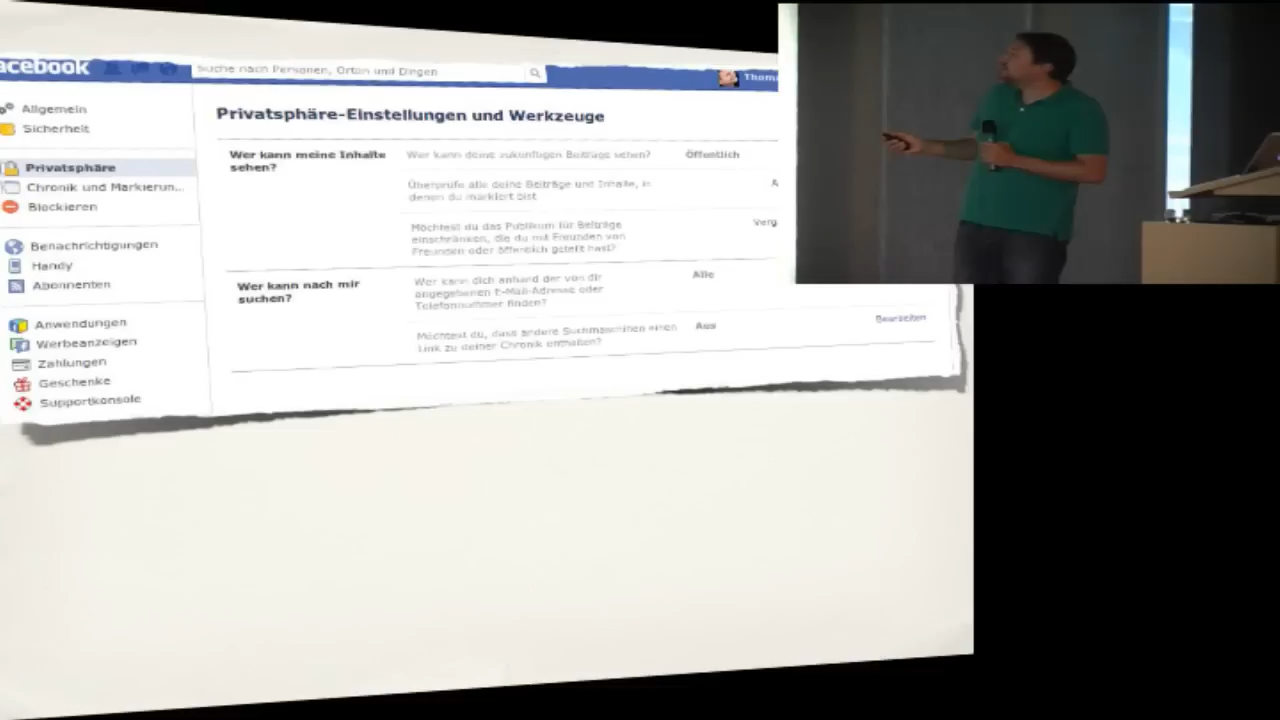 acebook
Suche nach Personen, Orten und Dingen
Thoma
Allgemein
Sicherheit
Privatsphäre
Chronik und Markierun...
Blockieren
Benachrichtigungen
Handy
Abonnenten
Anwendungen
Werbeanzeigen
Zahlungen
Geschenke
Supportkonsole
Privatsphäre-Einstellungen und Werkzeuge
Wer kann meine Inhalte
sehen?
Wer kann deine zukünftigen Beiträge sehen?
Öffentlich
Überprüfe alle deine Beiträge und Inhalte, in
denen du markiert bist
A
Möchtest du das Publikum für Beiträge
einschränken, die du mit Freunden von
Freunden oder öffentlich geteilt hast?
Verg
Wer kann nach mir
suchen?
Wer kann dich anhand der von dir
angegebenen E-Mail-Adresse oder
Telefonnummer finden?
Alle
Möchtest du, dass andere Suchmaschinen einen
Link zu deiner Chronik enthalten?
Aus
Bearbeiten